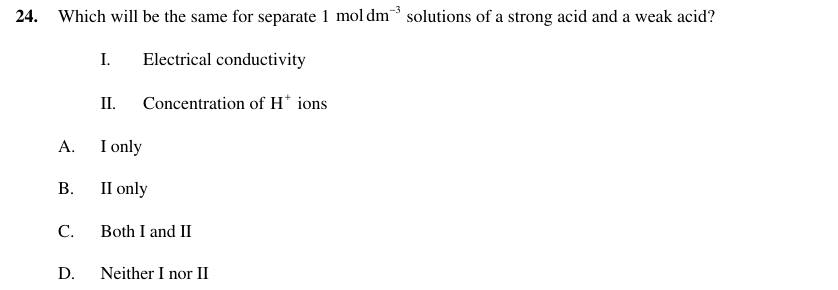 24. Which will be the same for separate 1 mol dm⁻³ solutions of a strong acid and a weak acid?
I. Electrical conductivity
II. Concentration of H⁺ ions
A. I only
B. II only
C. Both I and II
D. Neither I nor II